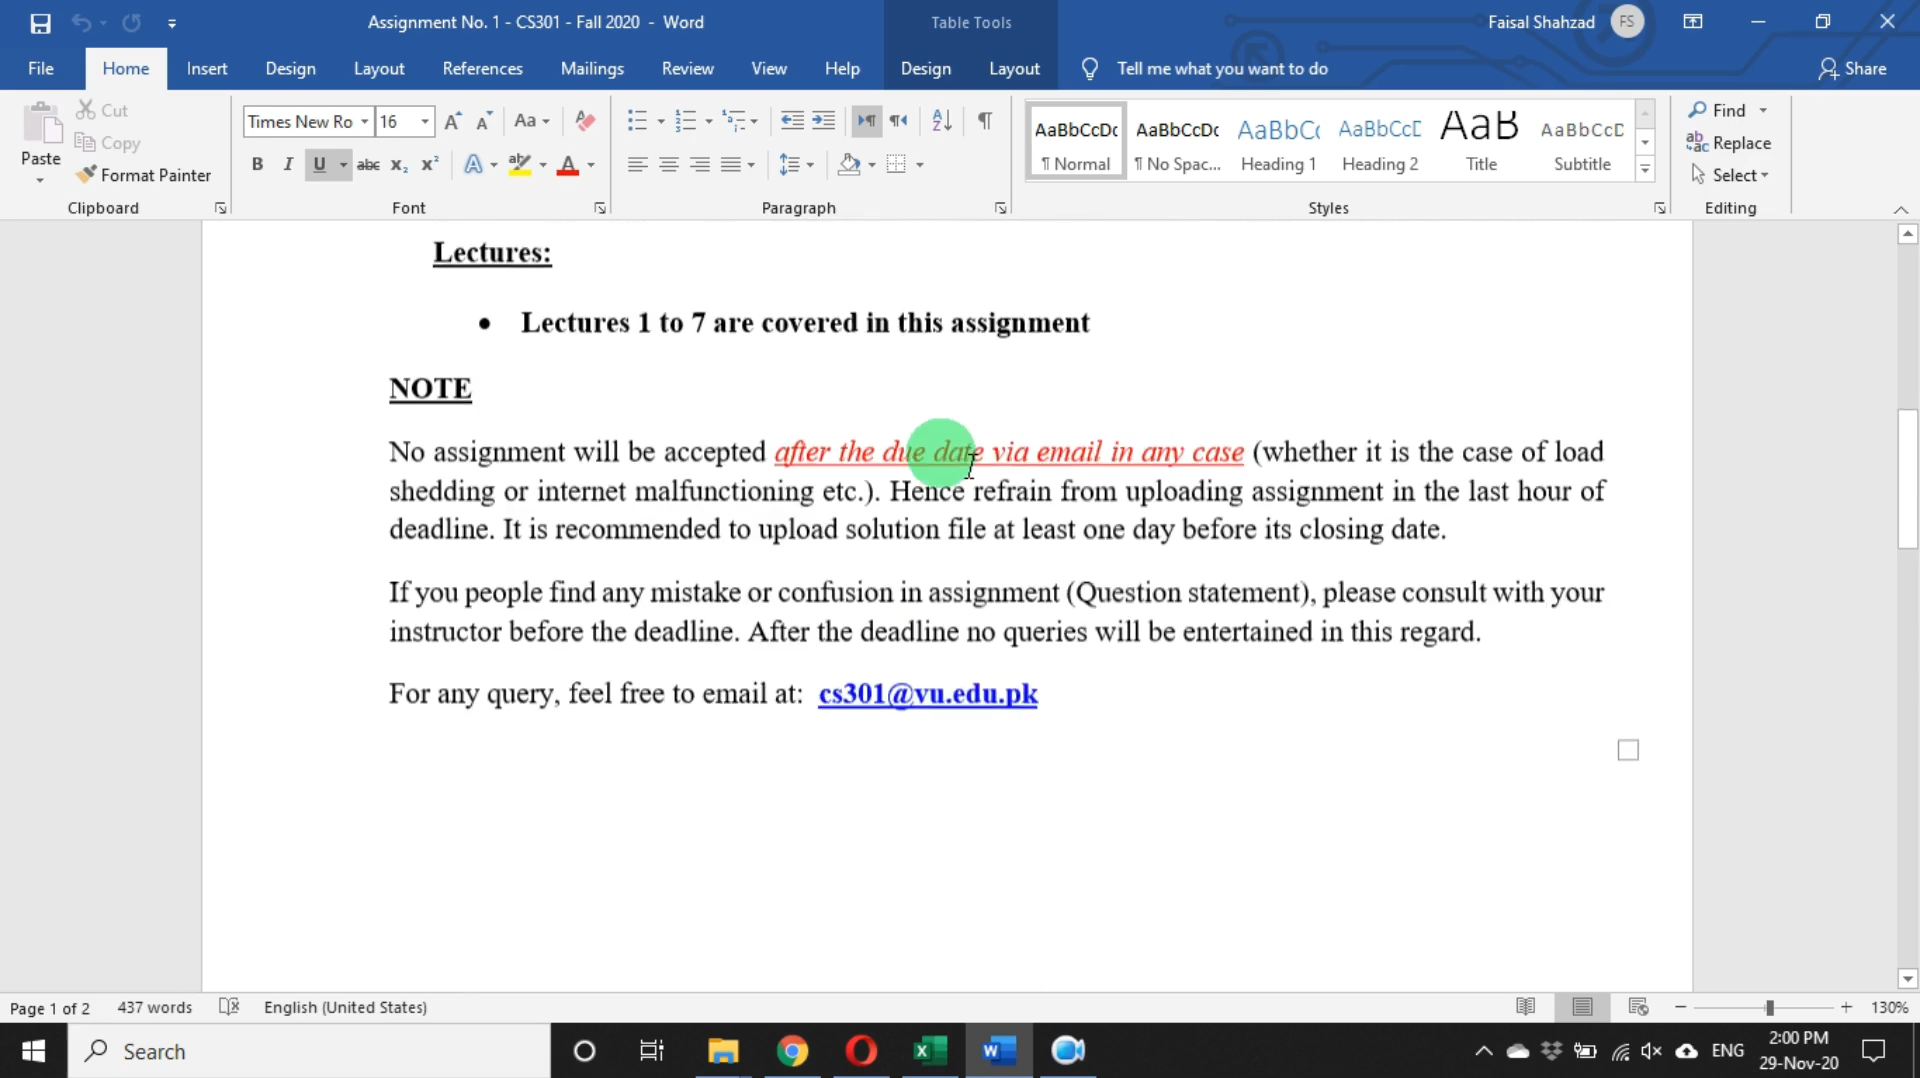 Assignment No. 1 - CS301 - Fall 2020 - Word
Table Tools
Faisal Shahzad
FS
File
Home
Insert
Design
Layout
References
Mailings
Review
View
Help
Design
Layout
Tell me what you want to do
Share
Paste
Cut
Copy
Format Painter
Clipboard
Times New Ro
16
Aa
B I U abc x₂ x²
A
A
Font
Paragraph
AaBbCcDc
¶ Normal
AaBbCcDc
¶ No Spac...
AaBbCc
Heading 1
AaBbCcD
Heading 2
AaB
Title
AaBbCcD
Subtitle
Styles
Find
Replace
Select
Editing
Lectures:
• Lectures 1 to 7 are covered in this assignment
NOTE
No assignment will be accepted after the due date via email in any case (whether it is the case of load
shedding or internet malfunctioning etc.). Hence refrain from uploading assignment in the last hour of
deadline. It is recommended to upload solution file at least one day before its closing date.
If you people find any mistake or confusion in assignment (Question statement), please consult with your
instructor before the deadline. After the deadline no queries will be entertained in this regard.
For any query, feel free to email at: cs301@vu.edu.pk
Page 1 of 2
437 words
English (United States)
130%
Search
ENG
2:00 PM
29-Nov-20